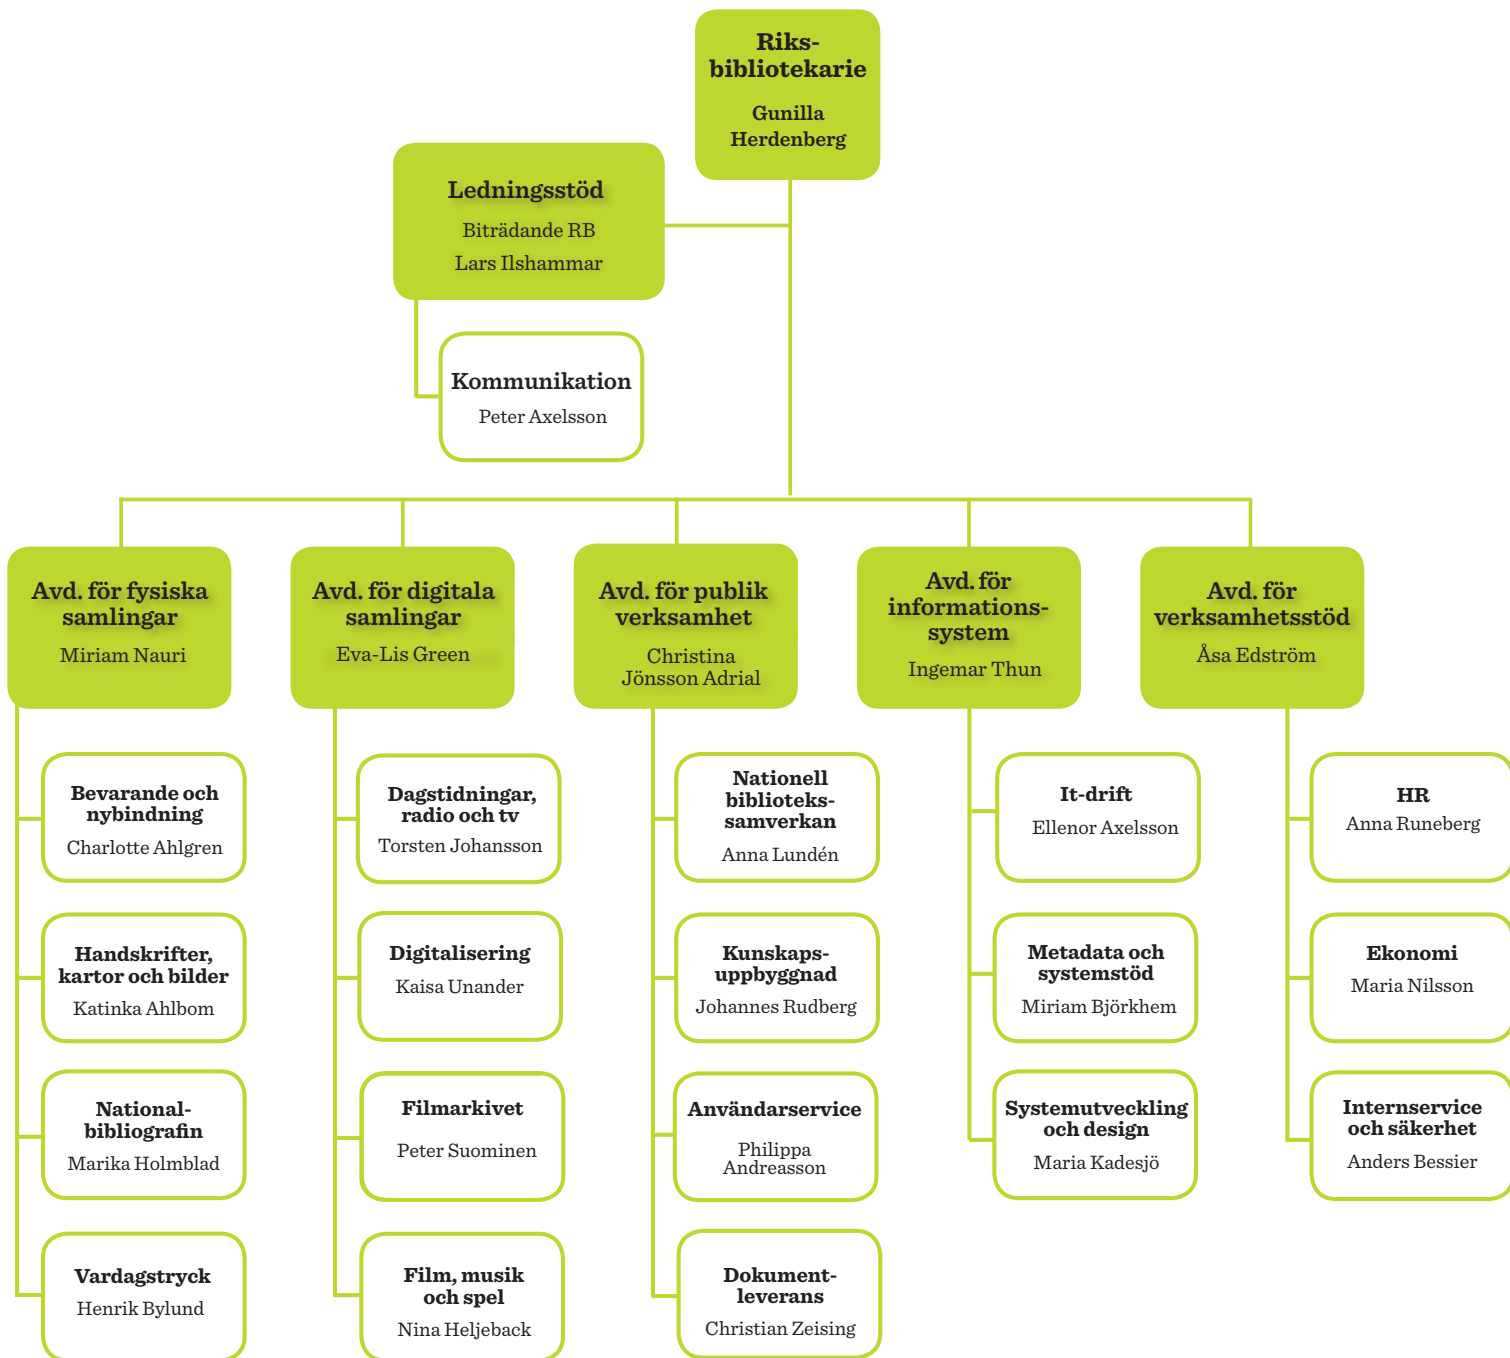 Riks-
bibliotekarie
Gunilla
Herdenberg
Ledningsstöd
Biträdande RB
Lars Ilshammar
Kommunikation
Peter Axelsson
Avd. för fysiska
samlingar
Miriam Nauri
Bevarande och
nybindning
Charlotte Ahlgren
Handskrifter,
kartor och bilder
Katinka Ahlbom
National-
bibliografin
Marika Holmblad
Vardagstryck
Henrik Bylund
Avd. för digitala
samlingar
Eva-Lis Green
Dagstidningar,
radio och tv
Torsten Johansson
Digitalisering
Kaisa Unander
Filmarkivet
Peter Suominen
Film, musik
och spel
Nina Heljeback
Avd. för publik
verksamhet
Christina
Jönsson Adrial
Nationell
biblioteks-
samverkan
Anna Lundén
Kunskaps-
uppbyggnad
Johannes Rudberg
Användarservice
Philippa
Andreasson
Dokument-
leverans
Christian Zeising
Avd. för
informations-
system
Ingemar Thun
It-drift
Ellenor Axelsson
Metadata och
systemstöd
Miriam Björkhem
Systemutveckling
och design
Maria Kadesjö
Avd. för
verksamhetsstöd
Åsa Edström
HR
Anna Runeberg
Ekonomi
Maria Nilsson
Internservice
och säkerhet
Anders Bessier